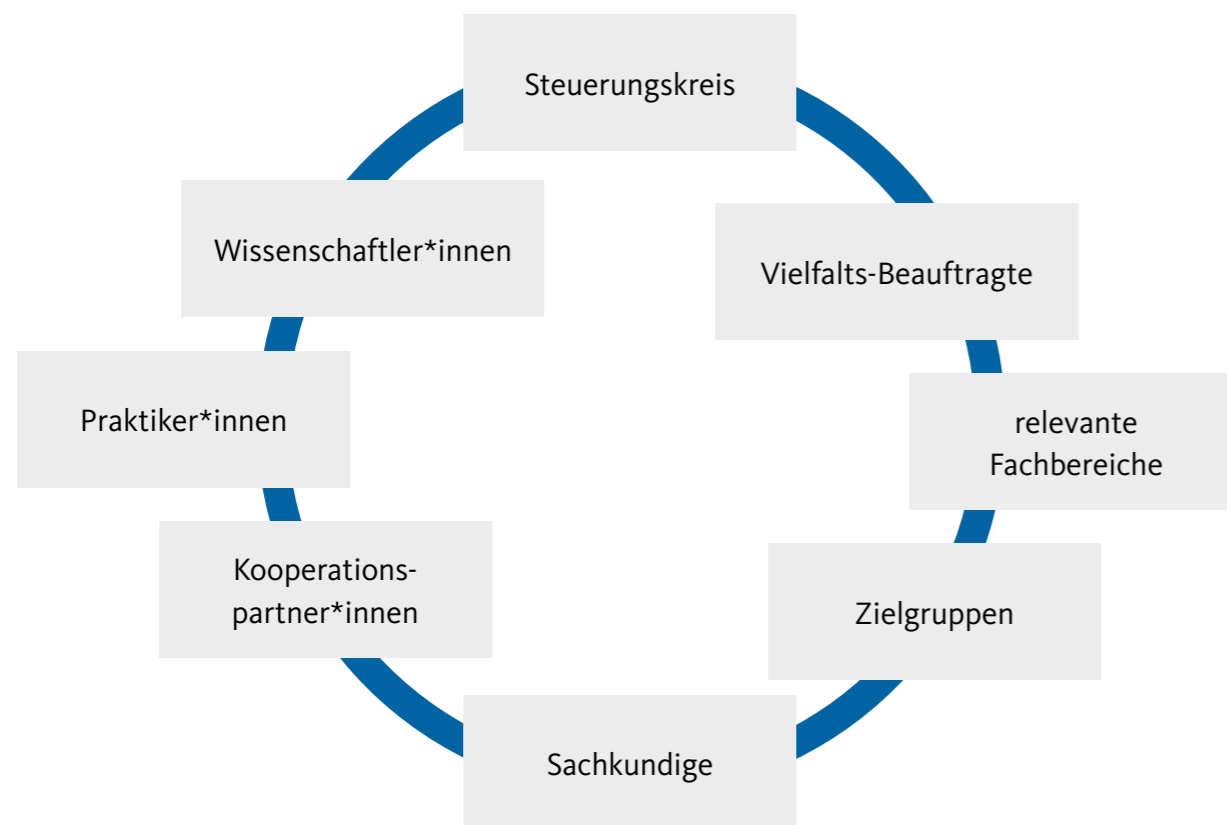 Steuerungskreis
Wissenschaftler*innen
Vielfalts-Beauftragte
Praktiker*innen
relevante
Fachbereiche
Kooperations-
partner*innen
Zielgruppen
Sachkundige